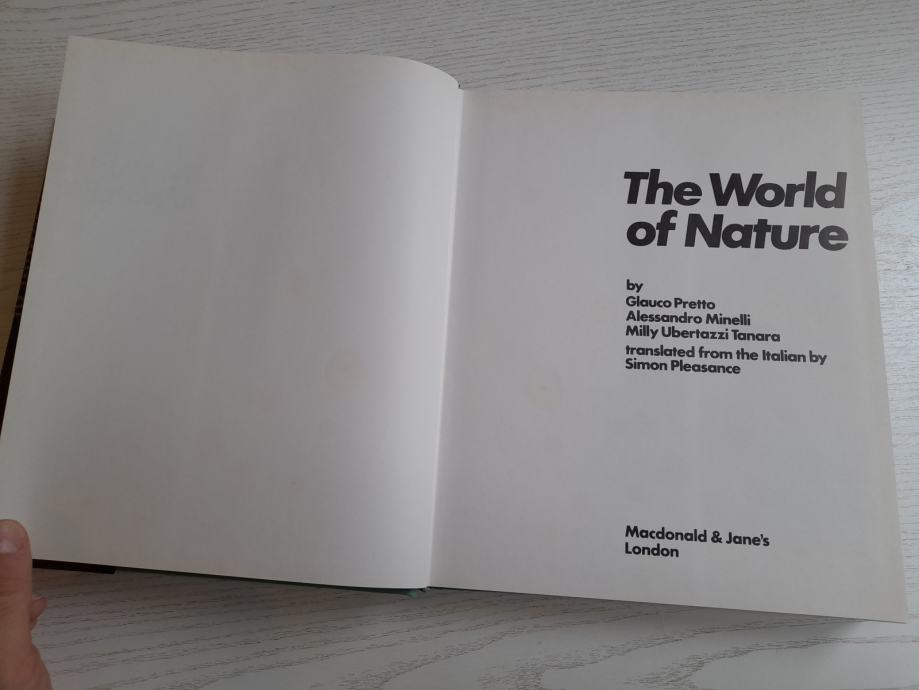 The World
of Nature
by
Glauco Pretto
Alessandro Minelli
Milly Ubertazzi Tanara
translated from the Italian by
Simon Pleasance
Macdonald & Jane's
London